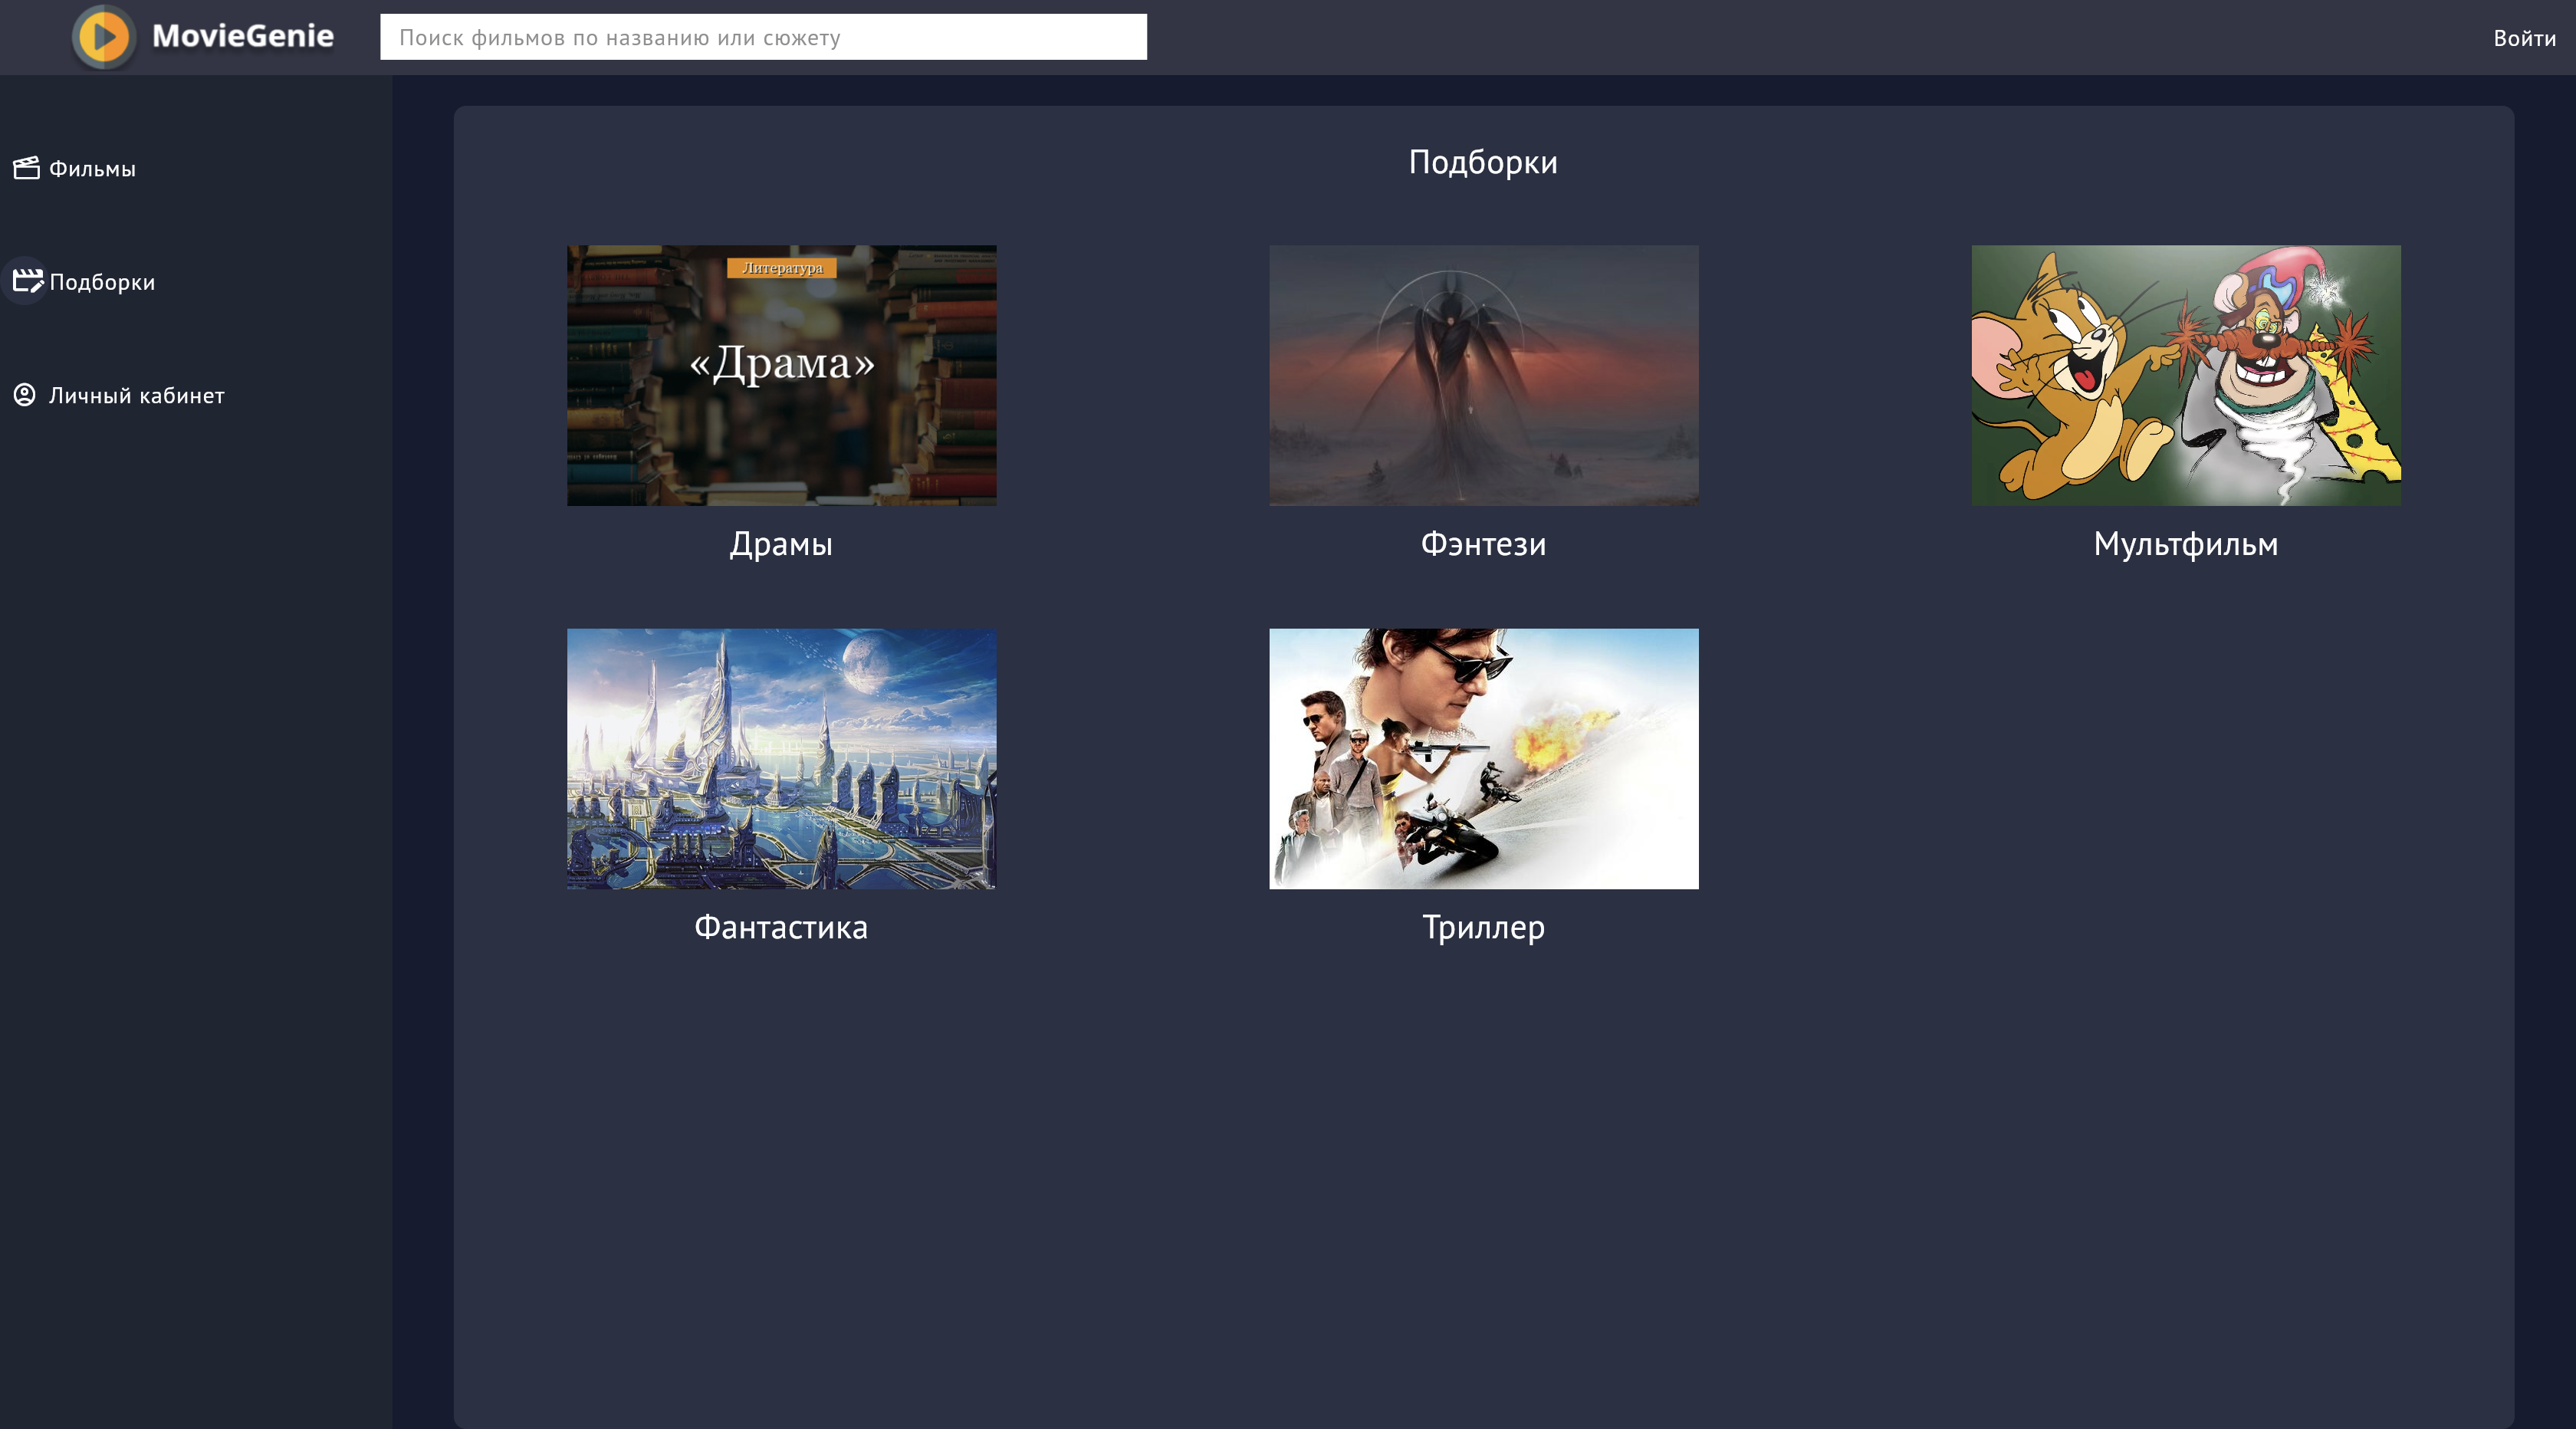 MovieGenie
Поиск фильмов по названию или сюжету
Войти
Фильмы
Подборки
Личный кабинет
Подборки
Литература
«Драма»
Драмы
Фэнтези
Мультфильм
Фантастика
Триллер